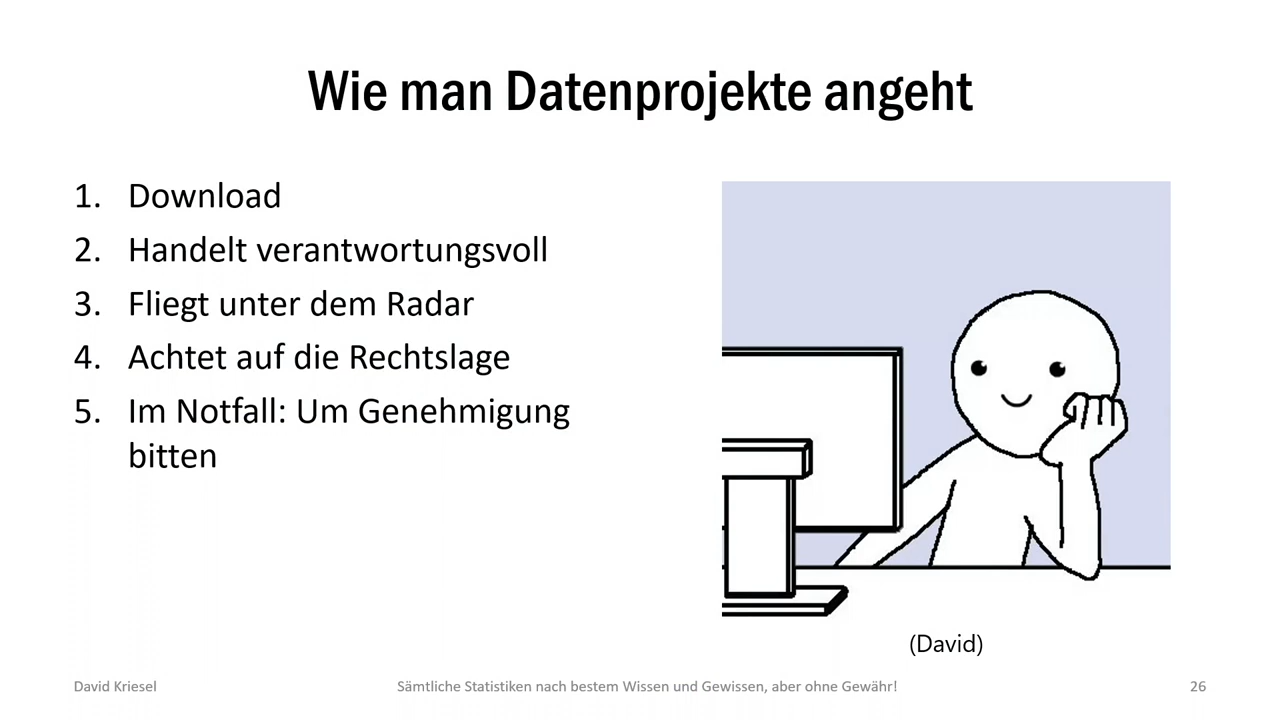 Wie man Datenprojekte angeht
1. Download
2. Handelt verantwortungsvoll
3. Fliegt unter dem Radar
4. Achtet auf die Rechtslage
5. Im Notfall: Um Genehmigung
bitten
(David)
David Kriesel
Sämtliche Statistiken nach bestem Wissen und Gewissen, aber ohne Gewähr!
26